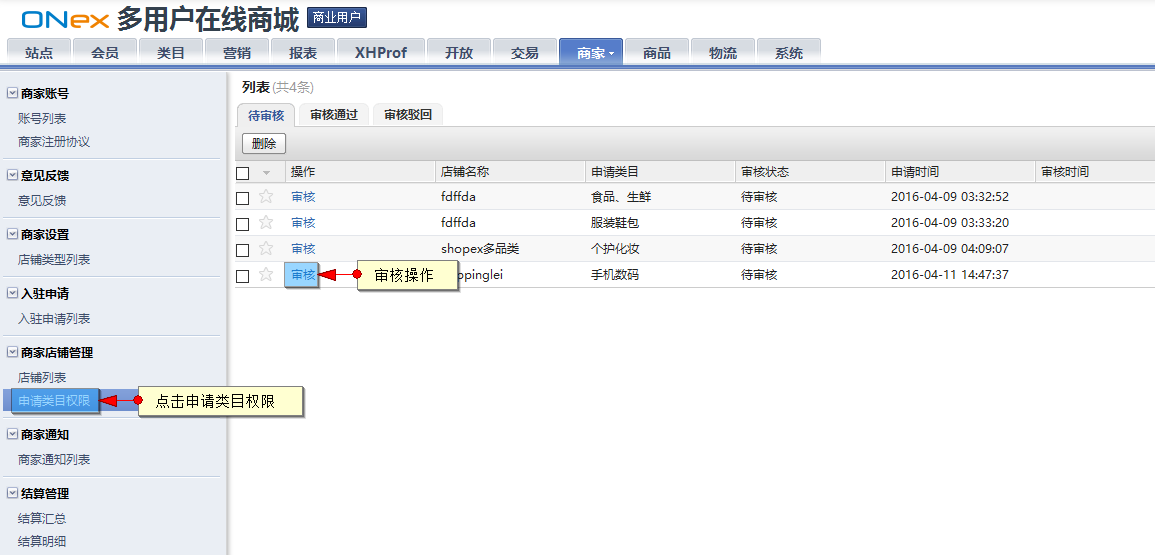 ONex 多用户在线商城 商业用户
站点 会员 类目 营销 报表 XHProf 开放 交易 商家 商品 物流 系统
商家账号
账号列表
商家注册协议
意见反馈
意见反馈
商家设置
店铺类型列表
入驻申请
入驻申请列表
商家店铺管理
店铺列表
申请类目权限
点击申请类目权限
商家通知
商家通知列表
结算管理
结算汇总
结算明细
列表 (共4条)
待审核 审核通过 审核驳回
删除
操作 店铺名称 申请类目 审核状态 申请时间 审核时间
审核 fdffda 食品、生鲜 待审核 2016-04-09 03:32:52
审核 fdffda 服装鞋包 待审核 2016-04-09 03:33:20
审核 shopex多品类 个护化妆 待审核 2016-04-09 04:09:07
审核 审核操作 ppinglei 手机数码 待审核 2016-04-11 14:47:37